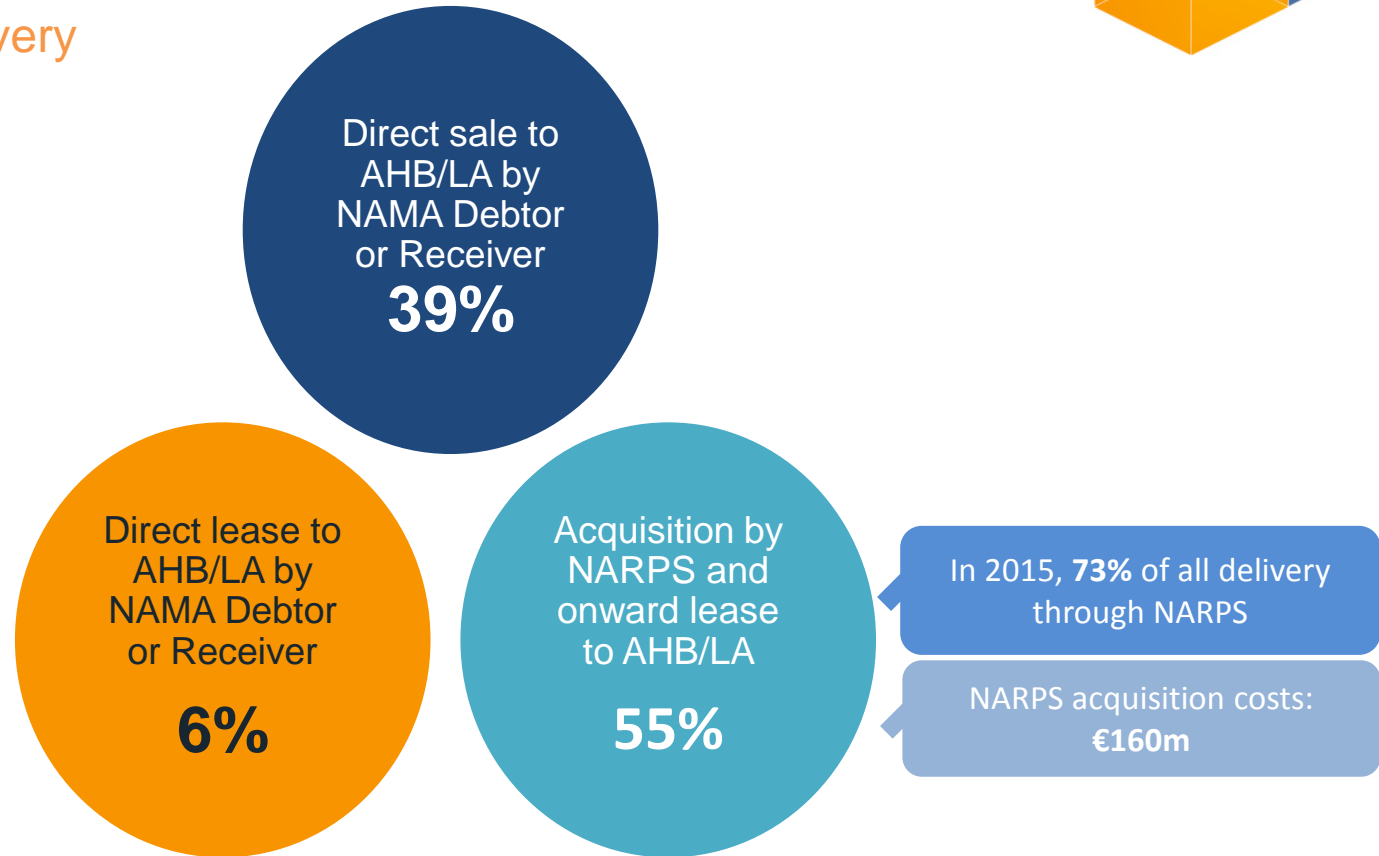 Direct sale to
AHB/LA by
NAMA Debtor
or Receiver
39%
Direct lease to
AHB/LA by
NAMA Debtor
or Receiver
6%
Acquisition by
NARPS and
onward lease
to AHB/LA
55%
In 2015, 73% of all delivery
through NARPS
NARPS acquisition costs:
€160m